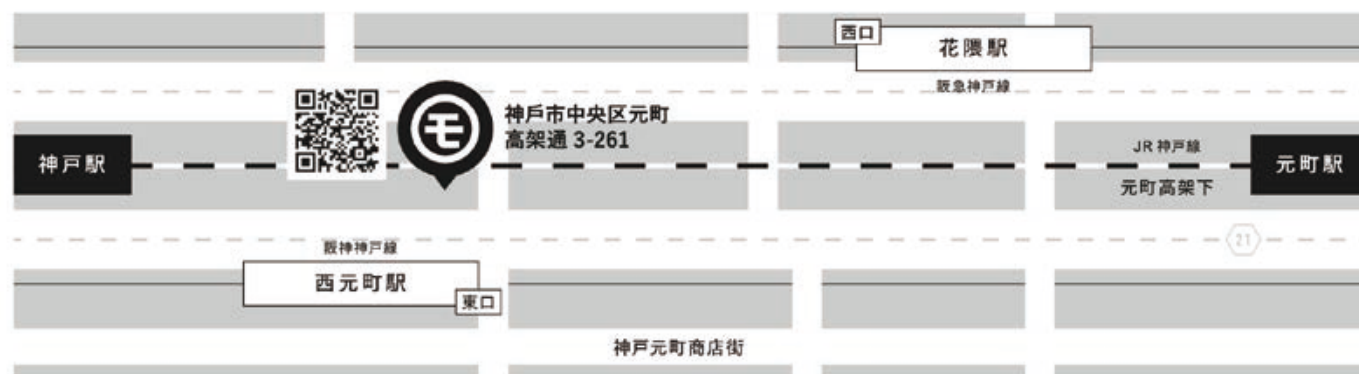 西口
花隈駅
阪急神戸線
モ
神戸市中央区元町
高架通 3-261
神戸駅
JR 神戸線
元町高架下
元町駅
21
阪神神戸線
西元町駅
東口
神戸元町商店街